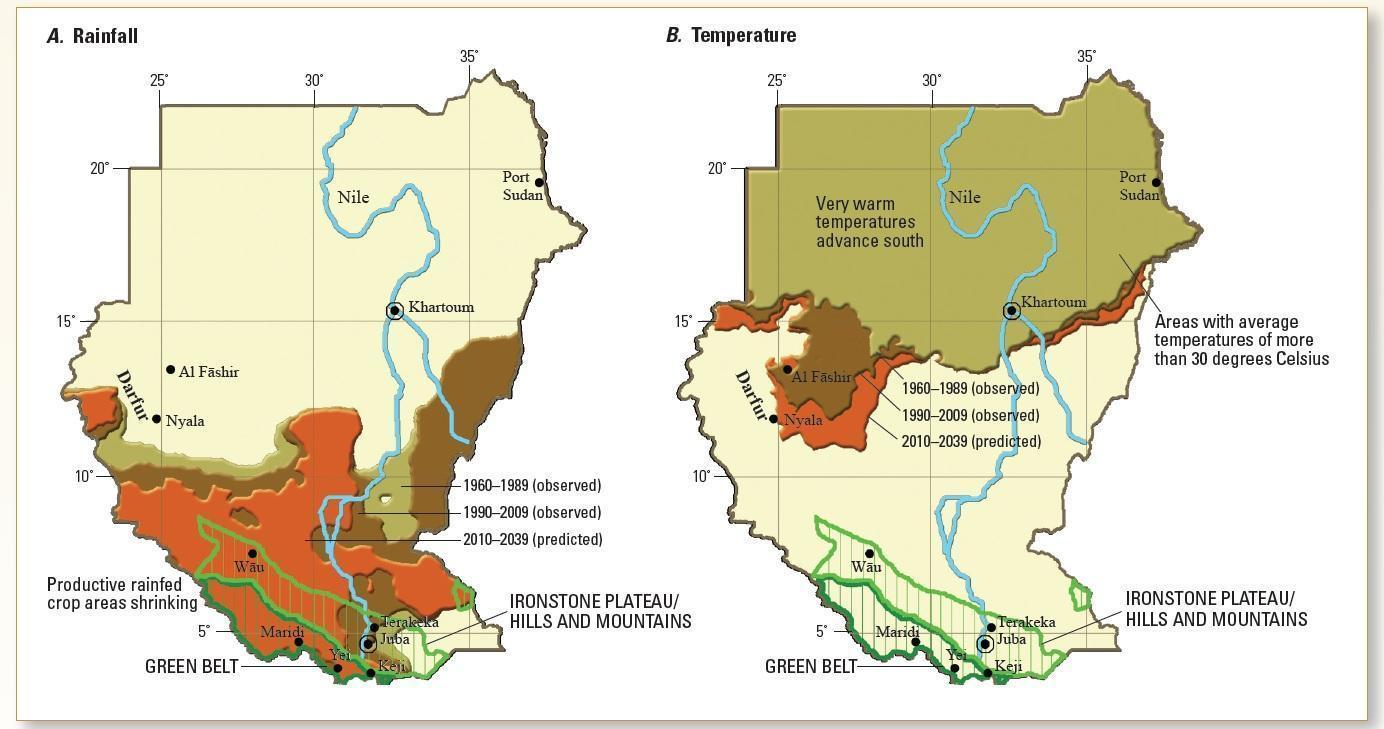 A. Rainfall
25°
30°
35°
20°
15°
10°
5°
Nile
Port
Sudan
Khartoum
Al Fāshir
Darfur
Nyala
1960–1989 (observed)
1990–2009 (observed)
2010–2039 (predicted)
Wāu
Productive rainfed
crop areas shrinking
IRONSTONE PLATEAU/
HILLS AND MOUNTAINS
Terakeka
Maridi
Juba
Yei
Keji
GREEN BELT
B. Temperature
25°
30°
35°
20°
15°
10°
5°
Port
Sudan
Nile
Very warm
temperatures
advance south
Khartoum
Areas with average
temperatures of more
than 30 degrees Celsius
Al Fāshir
Darfur
Nyala
1960–1989 (observed)
1990–2009 (observed)
2010–2039 (predicted)
Wāu
IRONSTONE PLATEAU/
HILLS AND MOUNTAINS
Terakeka
Maridi
Juba
Yei
Keji
GREEN BELT